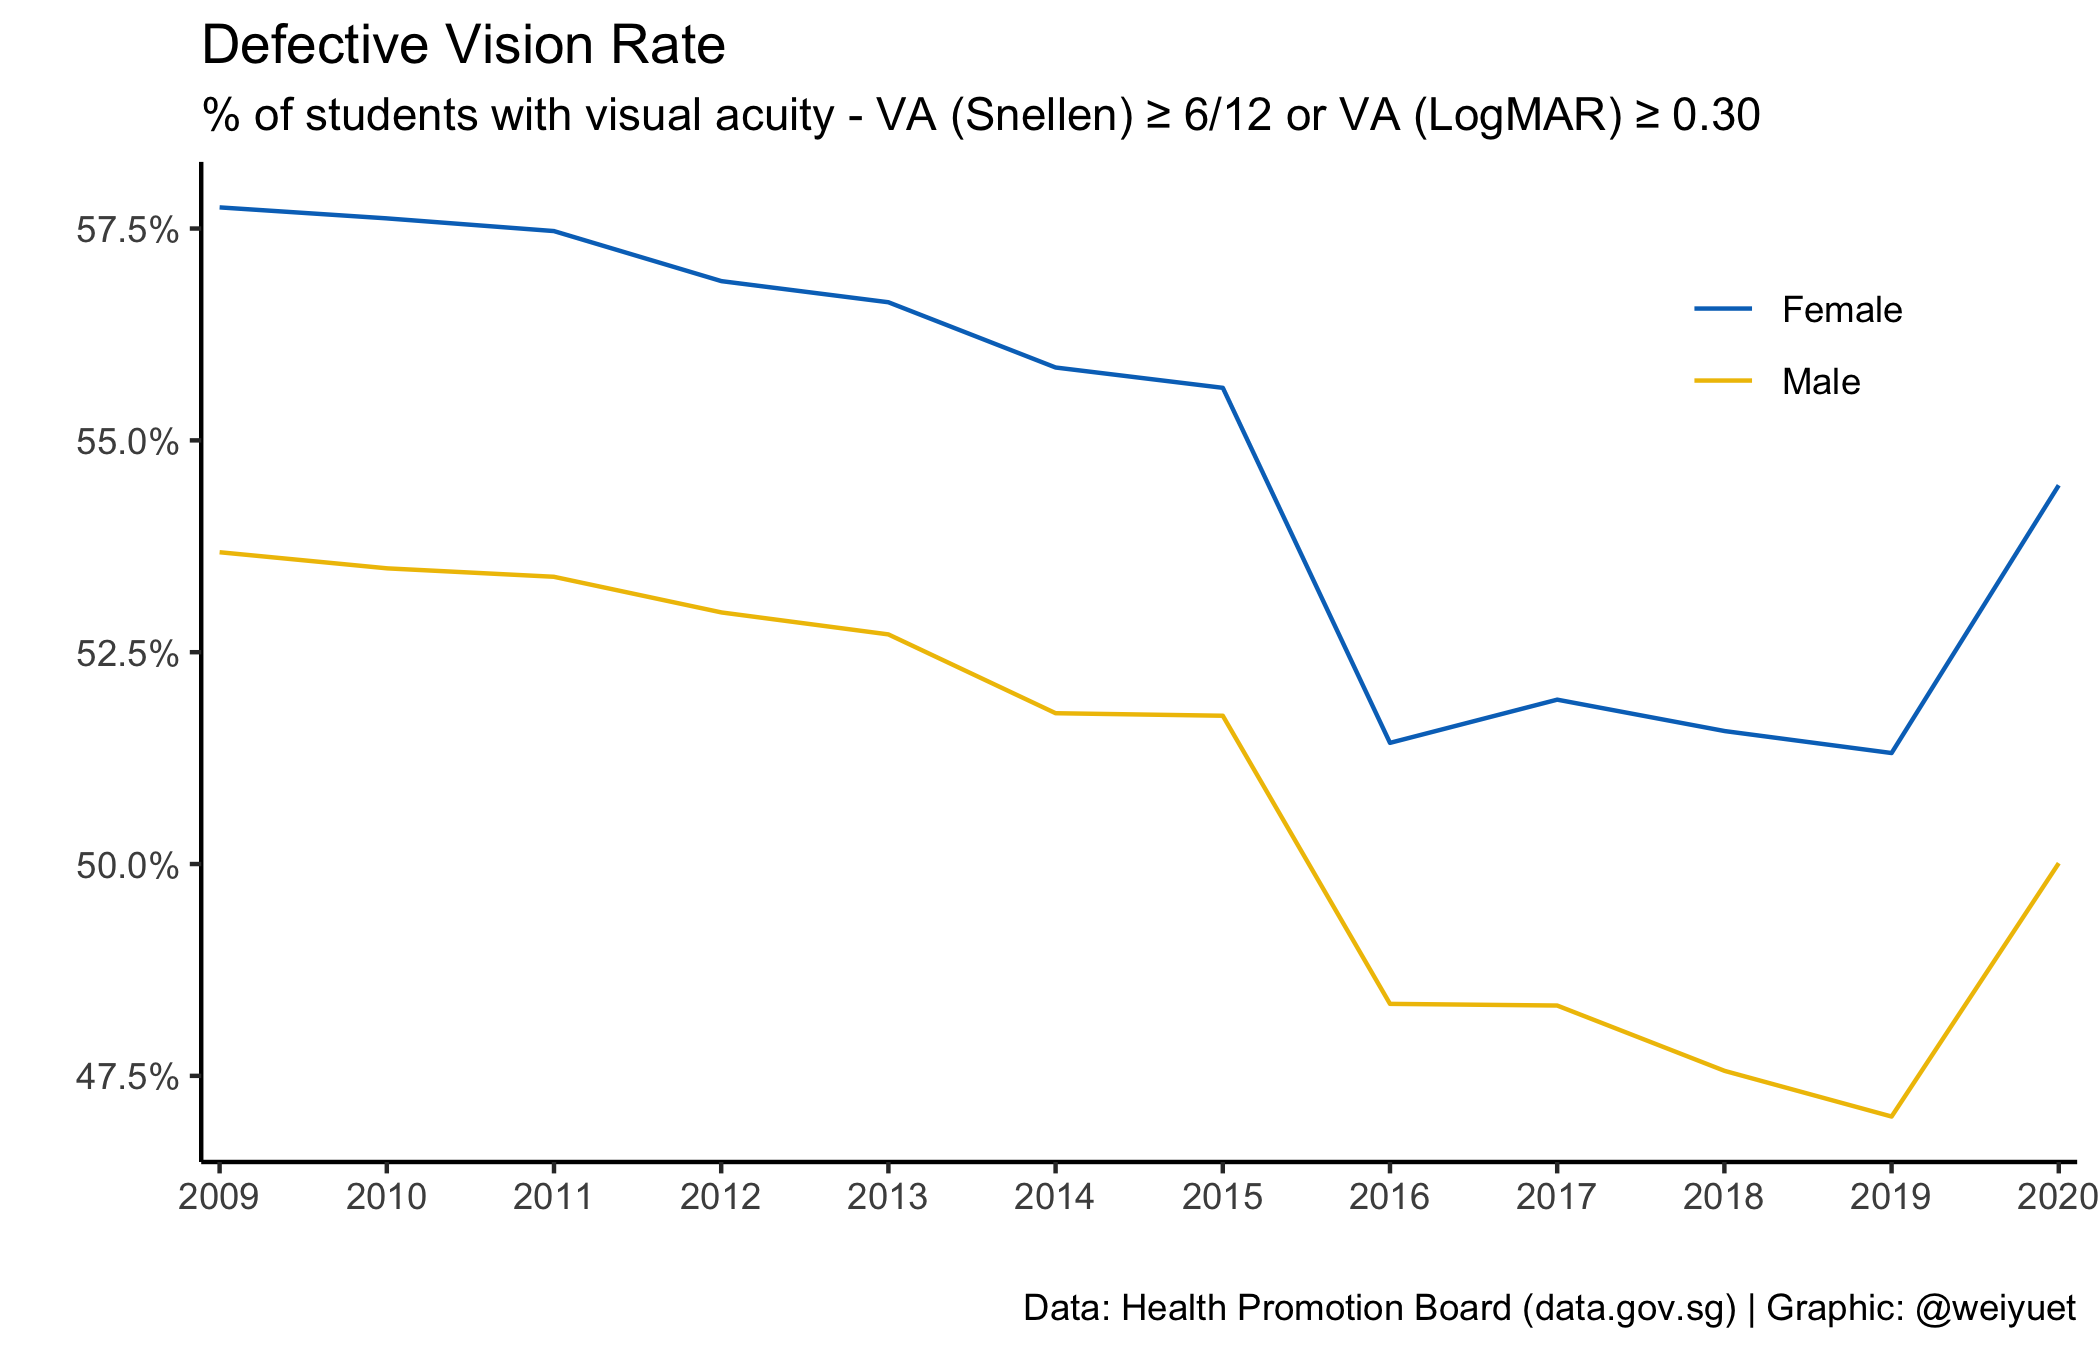 Defective Vision Rate
% of students with visual acuity - VA (Snellen) ≥ 6/12 or VA (LogMAR) ≥ 0.30
57.5%
55.0%
52.5%
50.0%
47.5%
Female
Male
2009 2010 2011 2012 2013 2014 2015 2016 2017 2018 2019 2020
Data: Health Promotion Board (data.gov.sg) | Graphic: @weiyuet